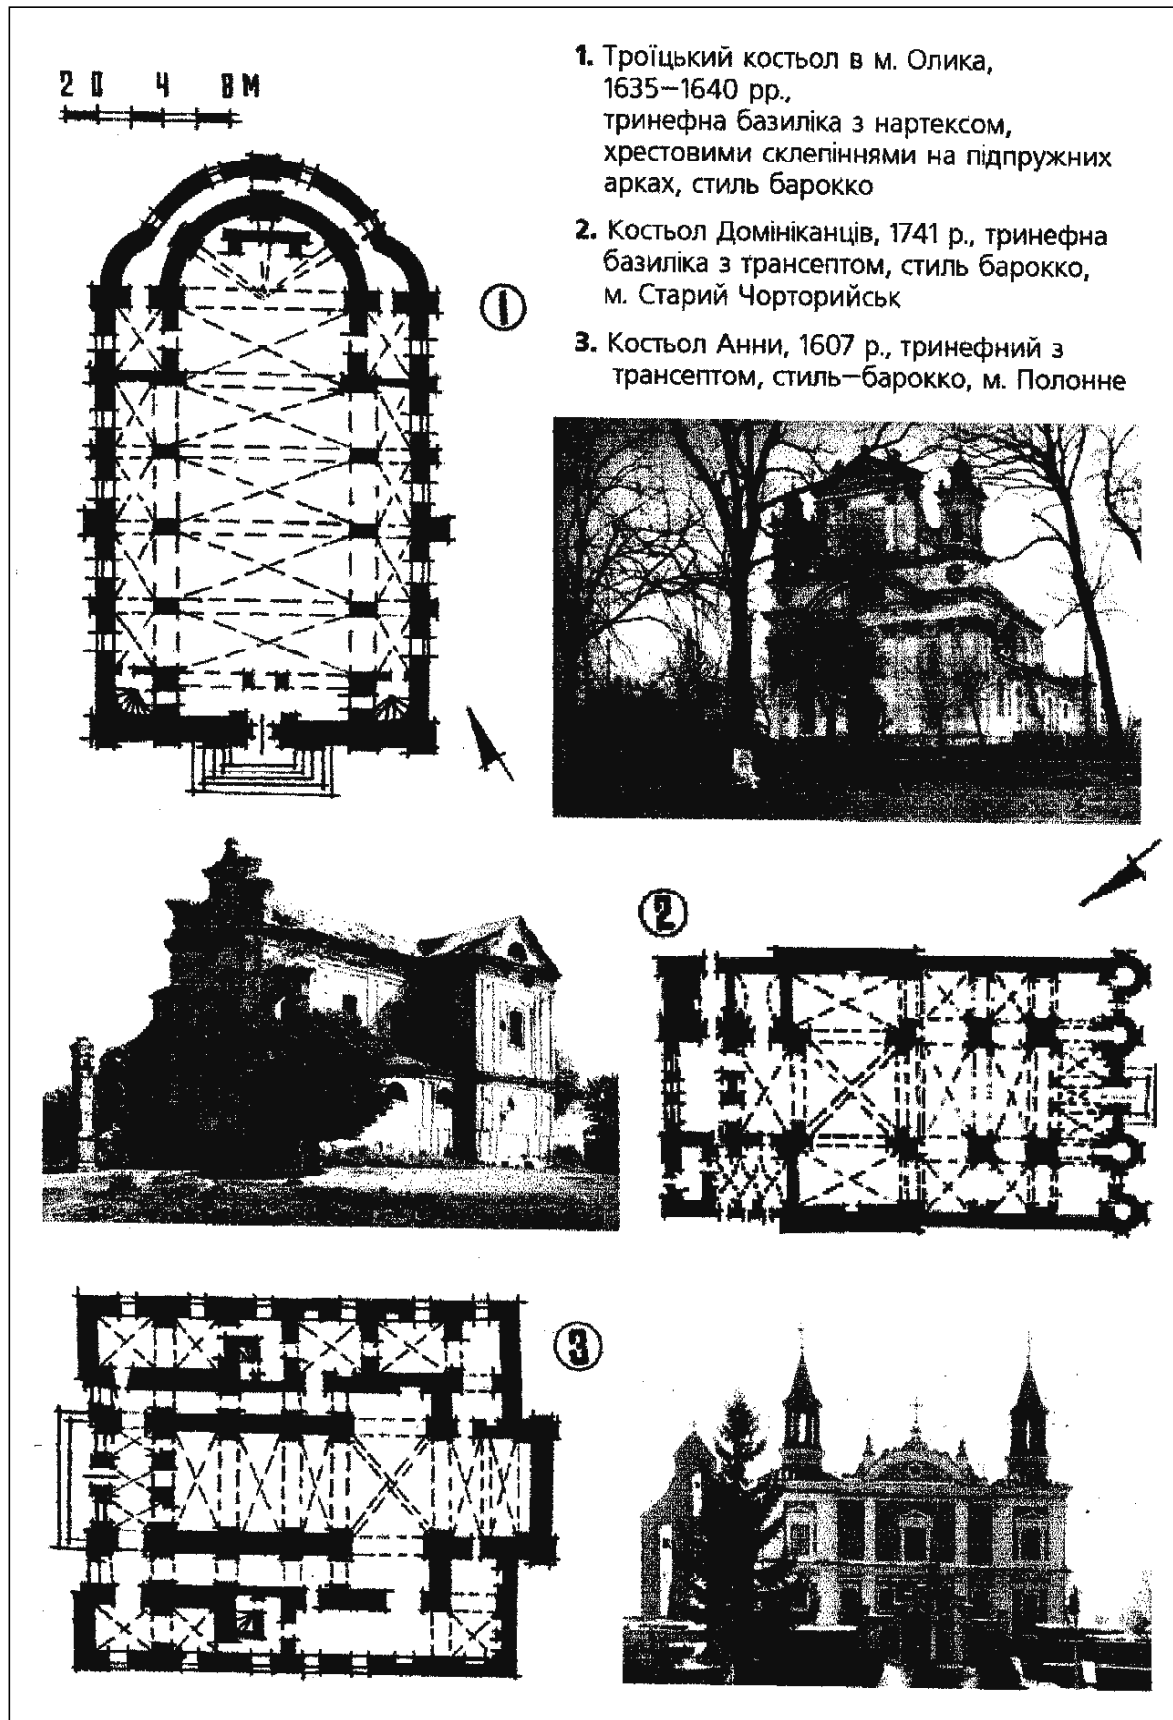 2 0 4 8 М
1. Троїцький костьол в м. Олика,
1635–1640 рр.,
тринефна базиліка з нартексом,
хрестовими склепіннями на підпружних
арках, стиль барокко
2. Костьол Домініканців, 1741 р., тринефна
базиліка з трансептом, стиль барокко,
м. Старий Чорторийськ
3. Костьол Анни, 1607 р., тринефний з
трансептом, стиль–барокко, м. Полонне
1
2
3